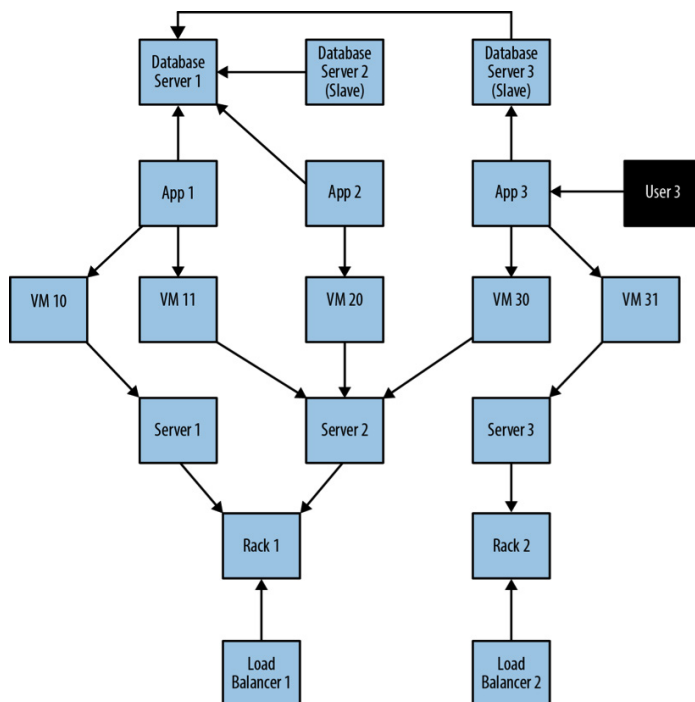 Database
Server 1
Database
Server 2
(Slave)
Database
Server 3
(Slave)
App 1
App 2
App 3
User 3
VM 10
VM 11
VM 20
VM 30
VM 31
Server 1
Server 2
Server 3
Rack 1
Rack 2
Load
Balancer 1
Load
Balancer 2